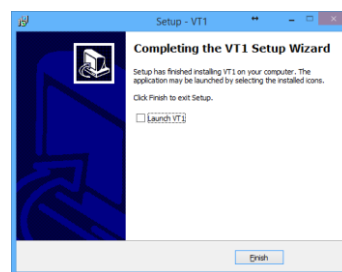 Setup - VT1
Completing the VT1 Setup Wizard
Setup has finished installing VT1 on your computer. The
application may be launched by selecting the installed icons.
Click Finish to exit Setup.
Launch VT1
Finish